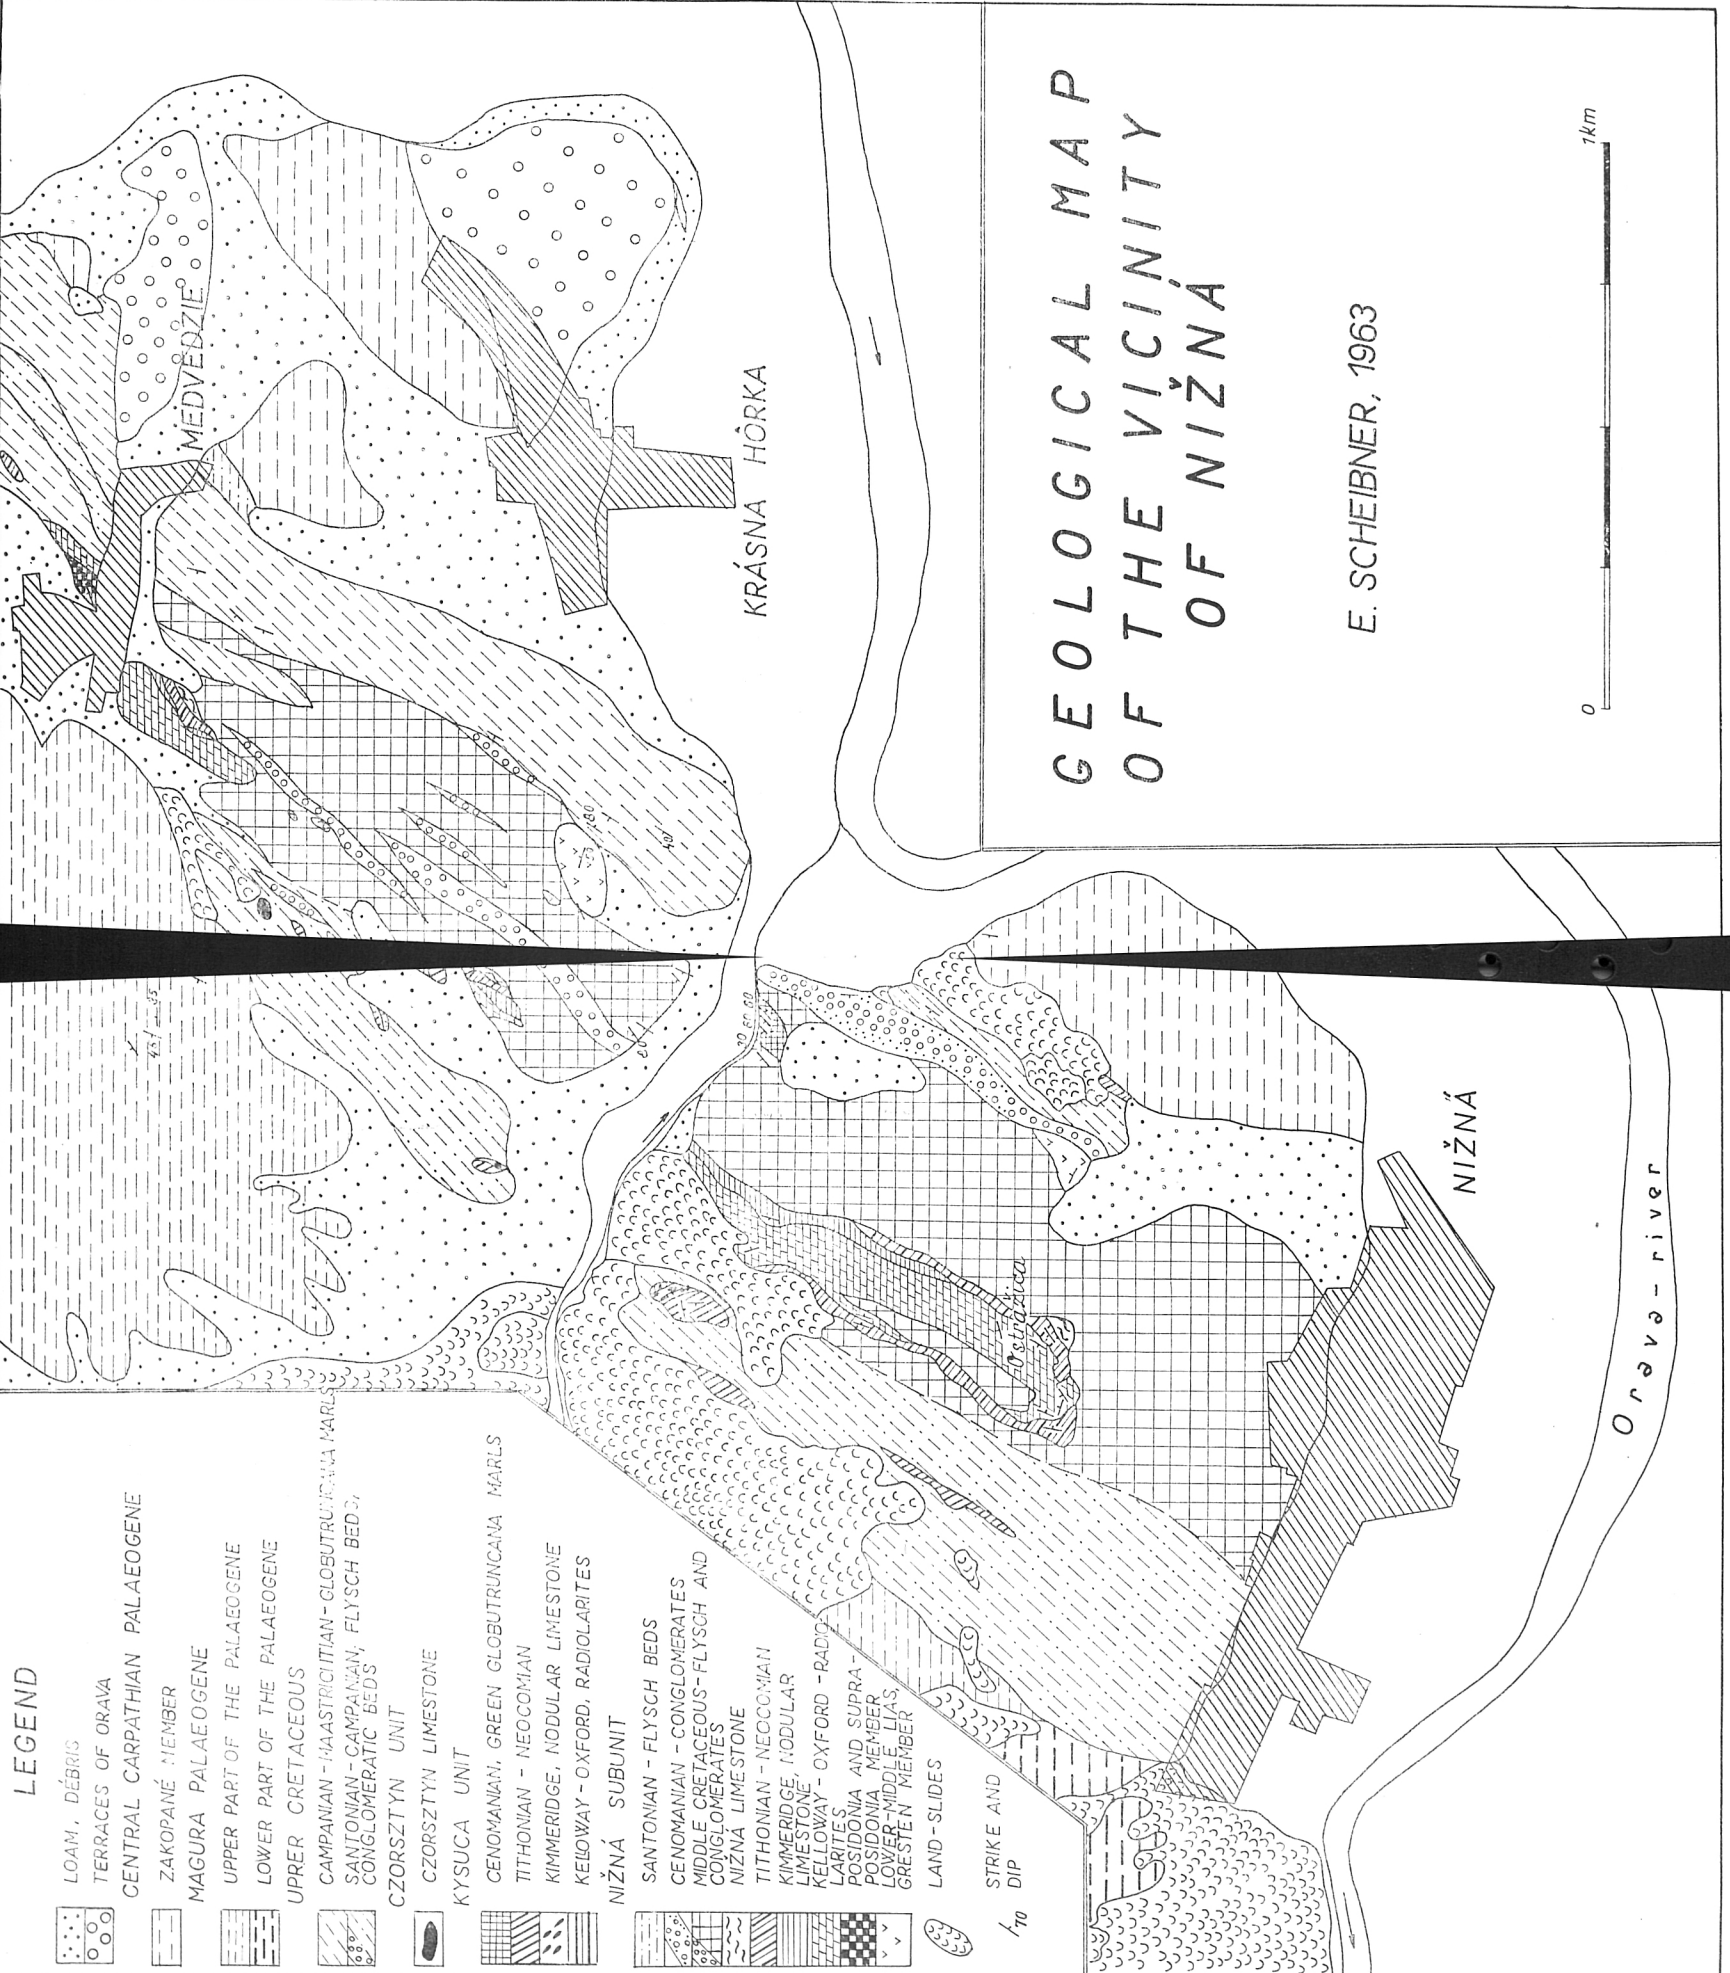 GEOLOGICAL MAP
OF THE VICINITY
OF NIŽNÁ
E. SCHEIBNER, 1963
0 1km
MEDVEDZIE
KRÁSNA HÔRKA
NIŽNÁ
Ostražica
Orava-river
LEGEND
LOAM, DÉBRIS
TERRACES OF ORAVA
CENTRAL CARPATHIAN PALAEOGENE
ZAKOPANÉ MEMBER
MAGURA PALAEOGENE
UPPER PART OF THE PALAEOGENE
LOWER PART OF THE PALAEOGENE
UPRER CRETACEOUS
CAMPANIAN-MAASTRICHTIAN-GLOBUTRUNCANA MARLS
SANTONIAN-CAMPANIAN, FLYSCH BEDS,
CONGLOMERATIC BEDS
CZORSZTYN UNIT
CZORSZTYN LIMESTONE
KYSUCA UNIT
CENOMANIAN, GREEN GLOBUTRUNCANA MARLS
TITHONIAN-NEOCOMIAN
KIMMERIDGE, NODULAR LIMESTONE
KELLOWAY-OXFORD, RADIOLARITES
NIŽNÁ SUBUNIT
SANTONIAN-FLYSCH BEDS
CENOMANIAN-CONGLOMERATES
MIDDLE CRETACEOUS-FLYSCH AND
CONGLOMERATES
NIŽNÁ LIMESTONE
TITHONIAN-NEOCOMIAN
KIMMERIDGE, NODULAR
LIMESTONE,
KELLOWAY-OXFORD-RADIO
LARITES
POSIDONIA AND SUPRA-
POSIDONIA MEMBER
LOWER-MIDDLE LIAS,
GRESTEN MEMBER
LAND-SLIDES
70 STRIKE AND
DIP